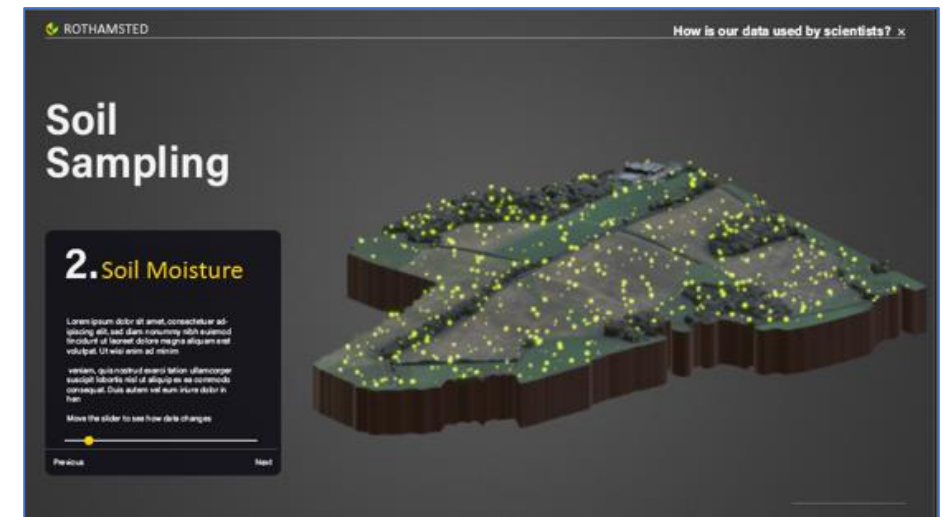 ROTHAMSTED
How is our data used by scientists? ×
Soil
Sampling
2. Soil Moisture
Lorem ipsum dolor sit amet, consectetuer ad-
ipiscing elit, sed diam nonummy nibh euismod
tincidunt ut laoreet dolore magna aliquam erat
volutpat. Ut wisi enim ad minim
veniam, quis nostrud exerci tation ullamcorper
suscipit lobortis nisl ut aliquip ex ea commodo
consequat. Duis autem vel eum iriure dolor in
hen
Move the slider to see how data changes
Previous
Next